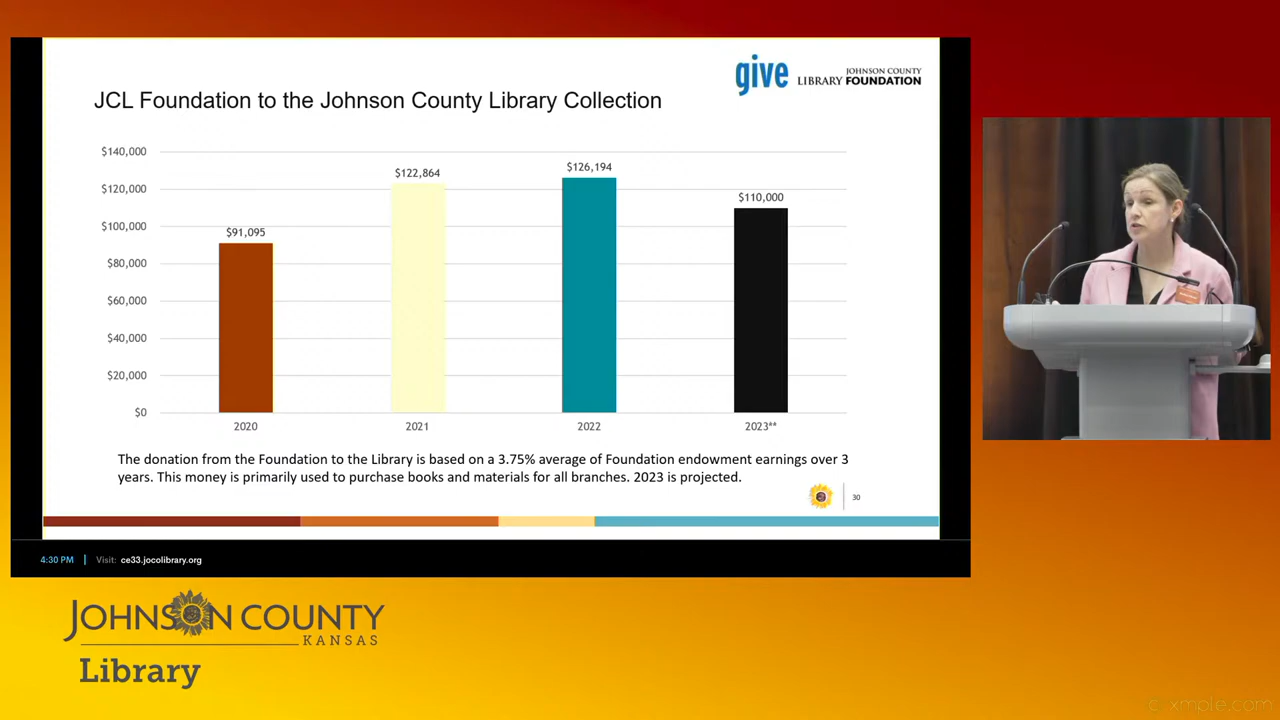 give
JOHNSON COUNTY
LIBRARY FOUNDATION
JCL Foundation to the Johnson County Library Collection
$140,000
$120,000
$100,000
$80,000
$60,000
$40,000
$20,000
$0
$91,095
$122,864
$126,194
$110,000
2020
2021
2022
2023**
The donation from the Foundation to the Library is based on a 3.75% average of Foundation endowment earnings over 3
years. This money is primarily used to purchase books and materials for all branches. 2023 is projected.
30
4:30 PM | Visit: ce33.jocolibrary.org
JOHNSON COUNTY
KANSAS
Library